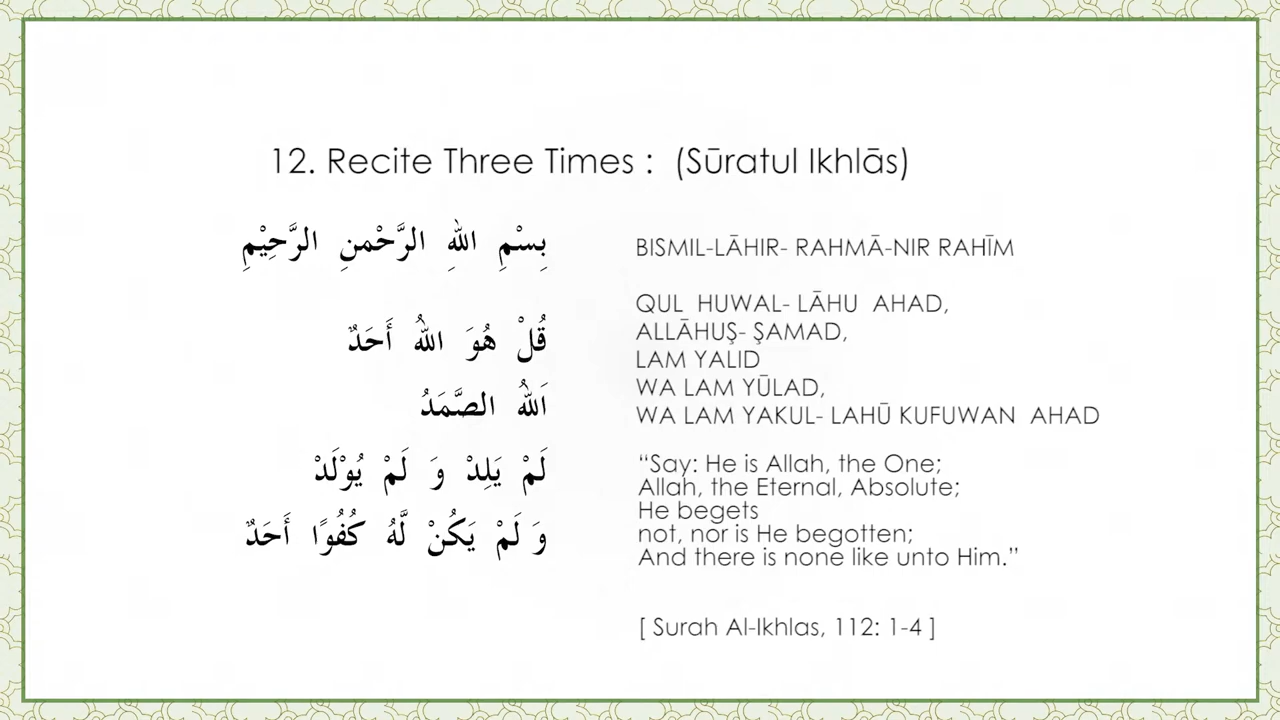 12. Recite Three Times :  (Sūratul Ikhlās)
بِسْمِ اللهِ الرَّحْمنِ الرَّحِيْمِ
قُلْ هُوَ اللهُ أَحَدٌ
اَللهُ الصَّمَدُ
لَمْ يَلِدْ وَ لَمْ يُوْلَدْ
وَ لَمْ يَكُنْ لَّهُ كُفُوًا أَحَدٌ
BISMIL-LĀHIR- RAHMĀ-NIR RAHĪM
QUL HUWAL- LĀHU AHAD,
ALLĀHUŞ- ŞAMAD,
LAM YALID
WA LAM YŪLAD,
WA LAM YAKUL- LAHŪ KUFUWAN AHAD
“Say: He is Allah, the One;
Allah, the Eternal, Absolute;
He begets
not, nor is He begotten;
And there is none like unto Him.”
[ Surah Al-Ikhlas, 112: 1-4 ]